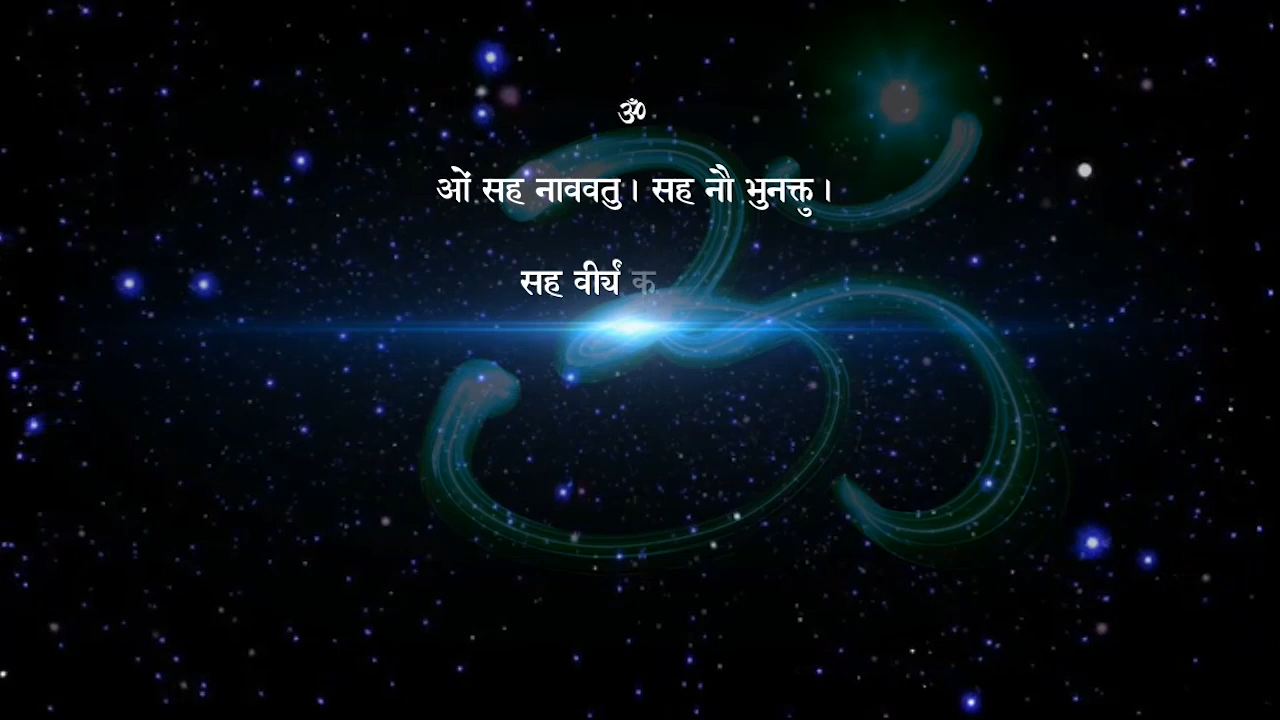 ॐ
ओं सह नाववतु। सह नौ भुनक्तु।
सह वीर्यं क